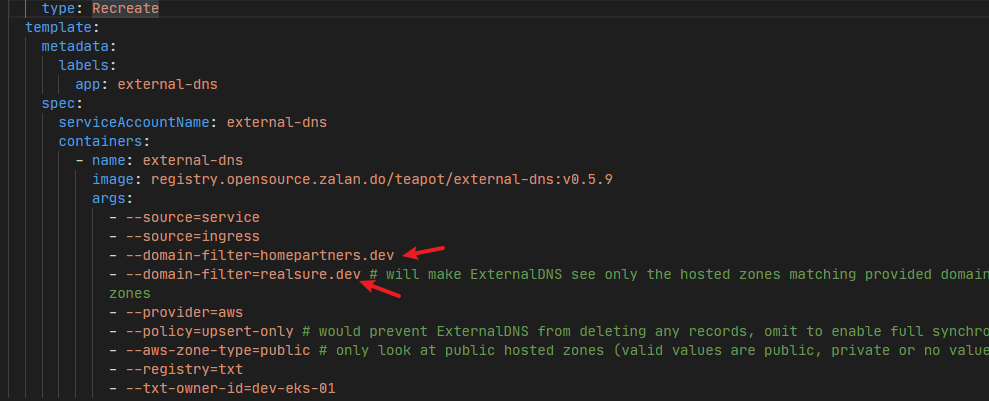 type: Recreate
template:
metadata:
labels:
app: external-dns
spec:
serviceAccountName: external-dns
containers:
- name: external-dns
image: registry.opensource.zalan.do/teapot/external-dns:v0.5.9
args:
- --source=service
- --source=ingress
- --domain-filter=homepartners.dev
- --domain-filter=realsure.dev # will make ExternalDNS see only the hosted zones matching provided domain
zones
- --provider=aws
- --policy=upsert-only # would prevent ExternalDNS from deleting any records, omit to enable full synchro
- --aws-zone-type=public # only look at public hosted zones (valid values are public, private or no value
- --registry=txt
- --txt-owner-id=dev-eks-01